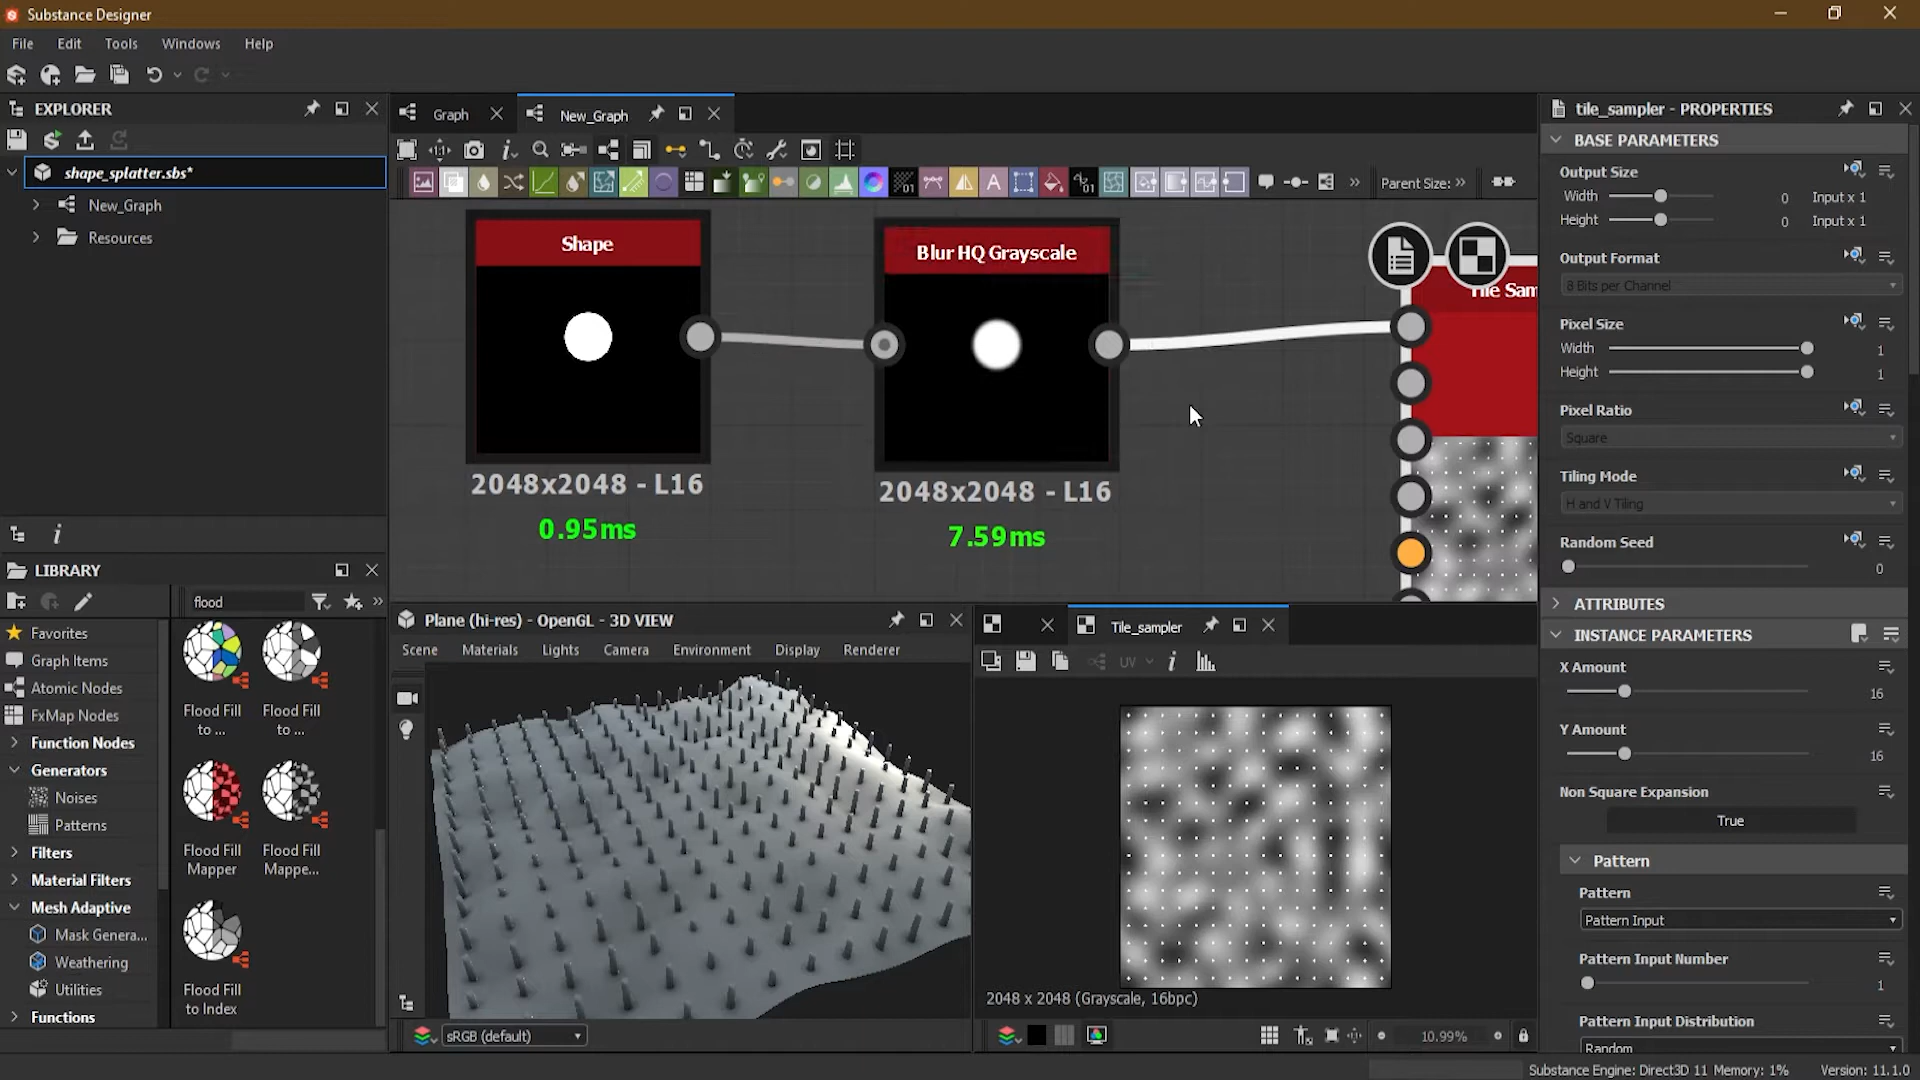 Substance Designer
File Edit Tools Windows Help
EXPLORER
shape_splatter.sbs*
New_Graph
Resources
LIBRARY
flood
Favorites
Graph Items
Atomic Nodes
FxMap Nodes
Function Nodes
Generators
Noises
Patterns
Filters
Material Filters
Mesh Adaptive
Mask Genera...
Weathering
Utilities
Functions
Flood Fill
to ...
Flood Fill
to ...
Flood Fill
Mapper
Flood Fill
Mappe...
Flood Fill
to Index
Graph
New_Graph
Parent Size:
Shape
2048x2048 - L16
0.95ms
Blur HQ Grayscale
2048x2048 - L16
7.59ms
Tile Sam
Plane (hi-res) - OpenGL - 3D VIEW
Scene Materials Lights Camera Environment Display Renderer
sRGB (default)
Tile_sampler
UV
2048 x 2048 (Grayscale, 16bpc)
10.99%
tile_sampler - PROPERTIES
BASE PARAMETERS
Output Size
Width 0 Input x 1
Height 0 Input x 1
Output Format
8 Bits per Channel
Pixel Size
Width 1
Height 1
Pixel Ratio
Square
Tiling Mode
H and V Tiling
Random Seed
0
ATTRIBUTES
INSTANCE PARAMETERS
X Amount
16
Y Amount
16
Non Square Expansion
True
Pattern
Pattern
Pattern Input
Pattern Input Number
1
Pattern Input Distribution
Random
Substance Engine: Direct3D 11 Memory: 1% Version: 11.1.0